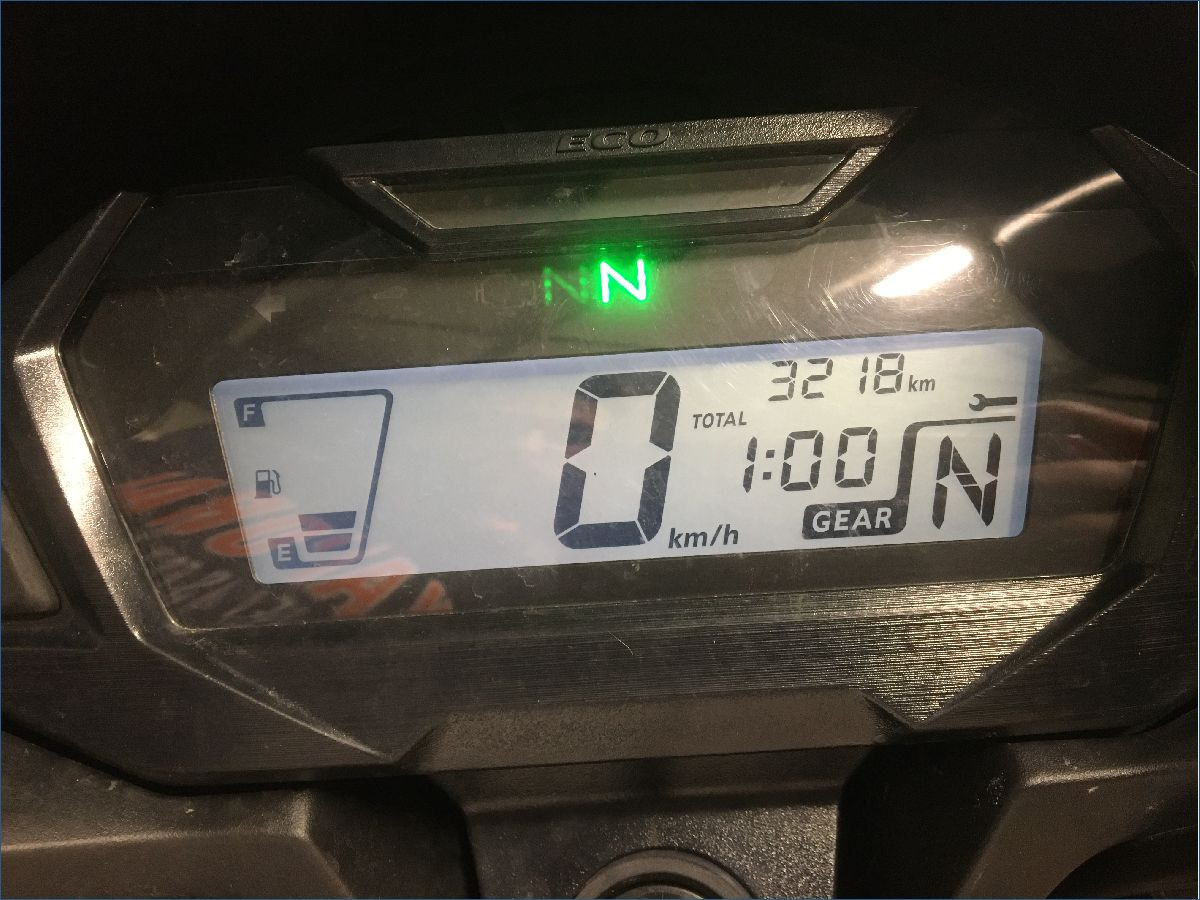 ECO
N
F
3218 km
TOTAL
1:00
N
E
0 km/h
GEAR